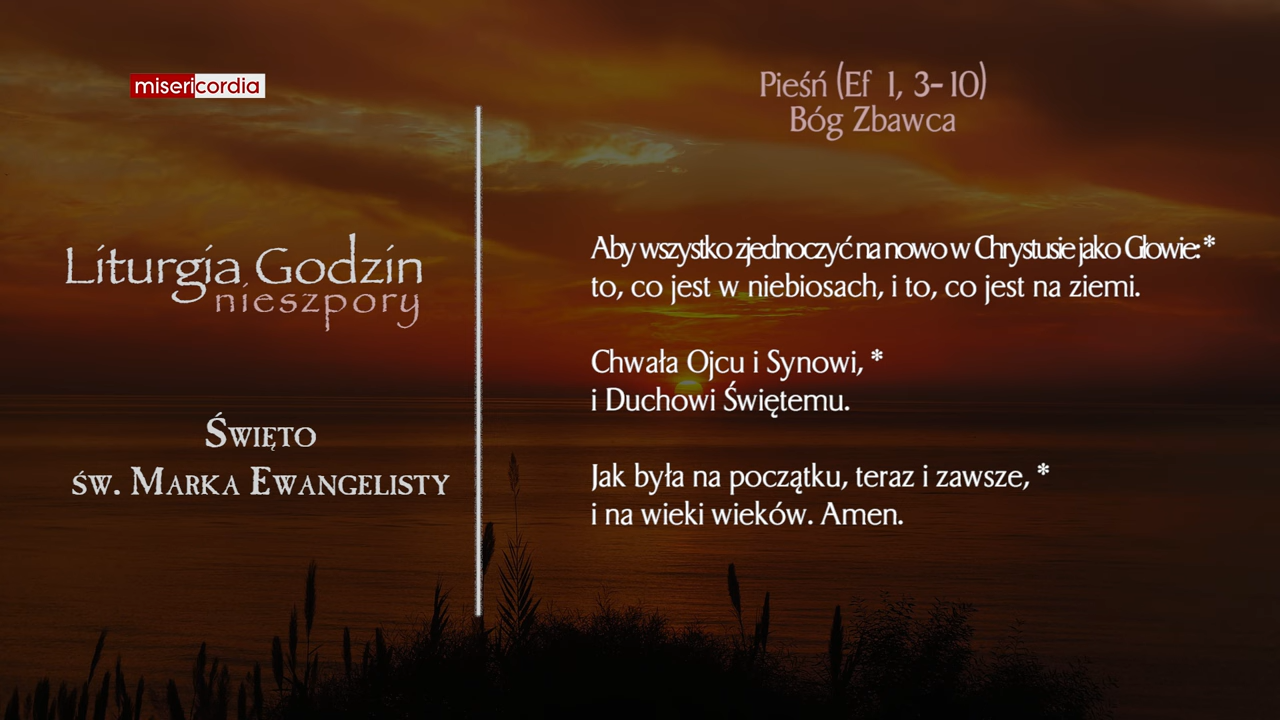 misericordia
Liturgia Godzin
nieszpory
Święto
św. Marka Ewangelisty
Pieśń (Ef 1, 3-10)
Bóg Zbawca
Aby wszystko zjednoczyć na nowo w Chrystusie jako Głowie: *
to, co jest w niebiosach, i to, co jest na ziemi.
Chwała Ojcu i Synowi, *
i Duchowi Świętemu.
Jak była na początku, teraz i zawsze, *
i na wieki wieków. Amen.